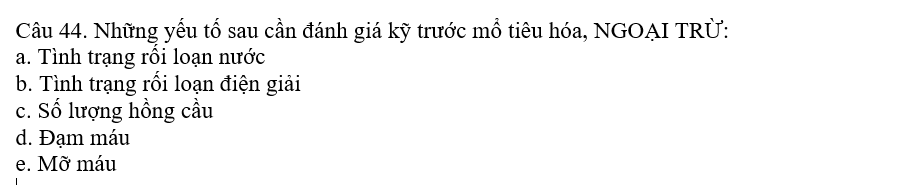 Câu 44. Những yếu tố sau cần đánh giá kỹ trước mổ tiêu hóa, NGOẠI TRỪ:
a. Tình trạng rối loạn nước
b. Tình trạng rối loạn điện giải
c. Số lượng hồng cầu
d. Đạm máu
e. Mỡ máu